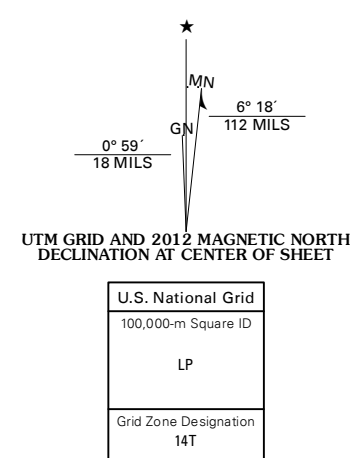 ★
MN
GN
6° 18´
112 MILS
0° 59´
18 MILS
UTM GRID AND 2012 MAGNETIC NORTH
DECLINATION AT CENTER OF SHEET
U.S. National Grid
100,000-m Square ID
LP
Grid Zone Designation
14T